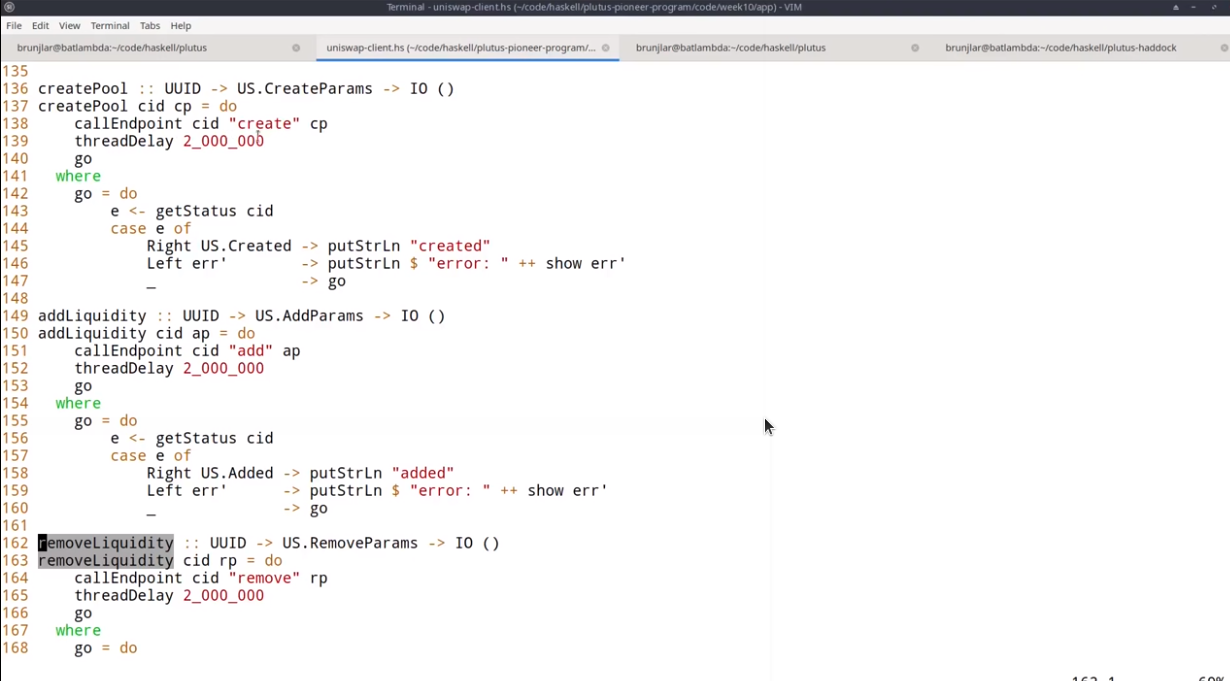 Terminal - uniswap-client.hs (~/code/haskell/plutus-pioneer-program/code/week10/app) - VIM
File Edit View Terminal Tabs Help
brunjlar@batlambda:~/code/haskell/plutus uniswap-client.hs (~/code/haskell/plutus-pioneer-program/... brunjlar@batlambda:~/code/haskell/plutus brunjlar@batlambda:~/code/haskell/plutus-haddock
135
136 createPool :: UUID -> US.CreateParams -> IO ()
137 createPool cid cp = do
138     callEndpoint cid "create" cp
139     threadDelay 2_000_000
140     go
141   where
142     go = do
143         e <- getStatus cid
144         case e of
145             Right US.Created -> putStrLn "created"
146             Left err'        -> putStrLn $ "error: " ++ show err'
147             _                -> go
148
149 addLiquidity :: UUID -> US.AddParams -> IO ()
150 addLiquidity cid ap = do
151     callEndpoint cid "add" ap
152     threadDelay 2_000_000
153     go
154   where
155     go = do
156         e <- getStatus cid
157         case e of
158             Right US.Added -> putStrLn "added"
159             Left err'      -> putStrLn $ "error: " ++ show err'
160             _              -> go
161
162 removeLiquidity :: UUID -> US.RemoveParams -> IO ()
163 removeLiquidity cid rp = do
164     callEndpoint cid "remove" rp
165     threadDelay 2_000_000
166     go
167   where
168     go = do